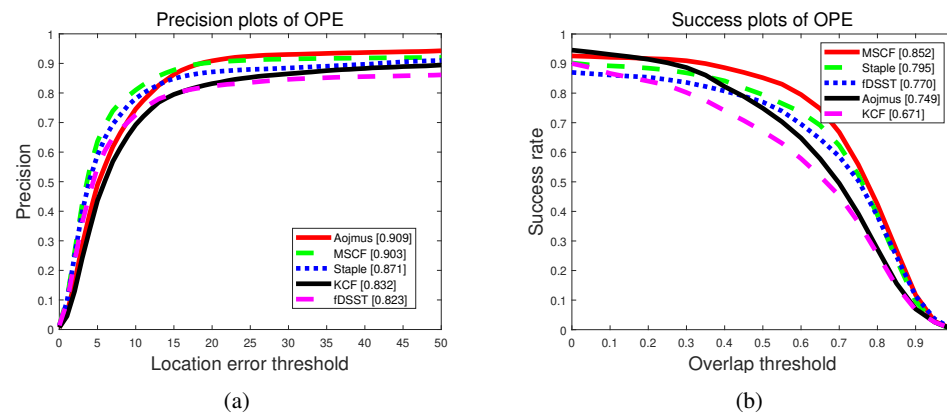 Precision plots of OPE
1
0.9
0.8
0.7
0.6
0.5
0.4
0.3
0.2
0.1
0
Precision
Aojmus [0.909]
MSCF [0.903]
Staple [0.871]
KCF [0.832]
fDSST [0.823]
0 5 10 15 20 25 30 35 40 45 50
Location error threshold
(a)
Success plots of OPE
1
0.9
0.8
0.7
0.6
0.5
0.4
0.3
0.2
0.1
0
Success rate
MSCF [0.852]
Staple [0.795]
fDSST [0.770]
Aojmus [0.749]
KCF [0.671]
0 0.1 0.2 0.3 0.4 0.5 0.6 0.7 0.8 0.9
Overlap threshold
(b)